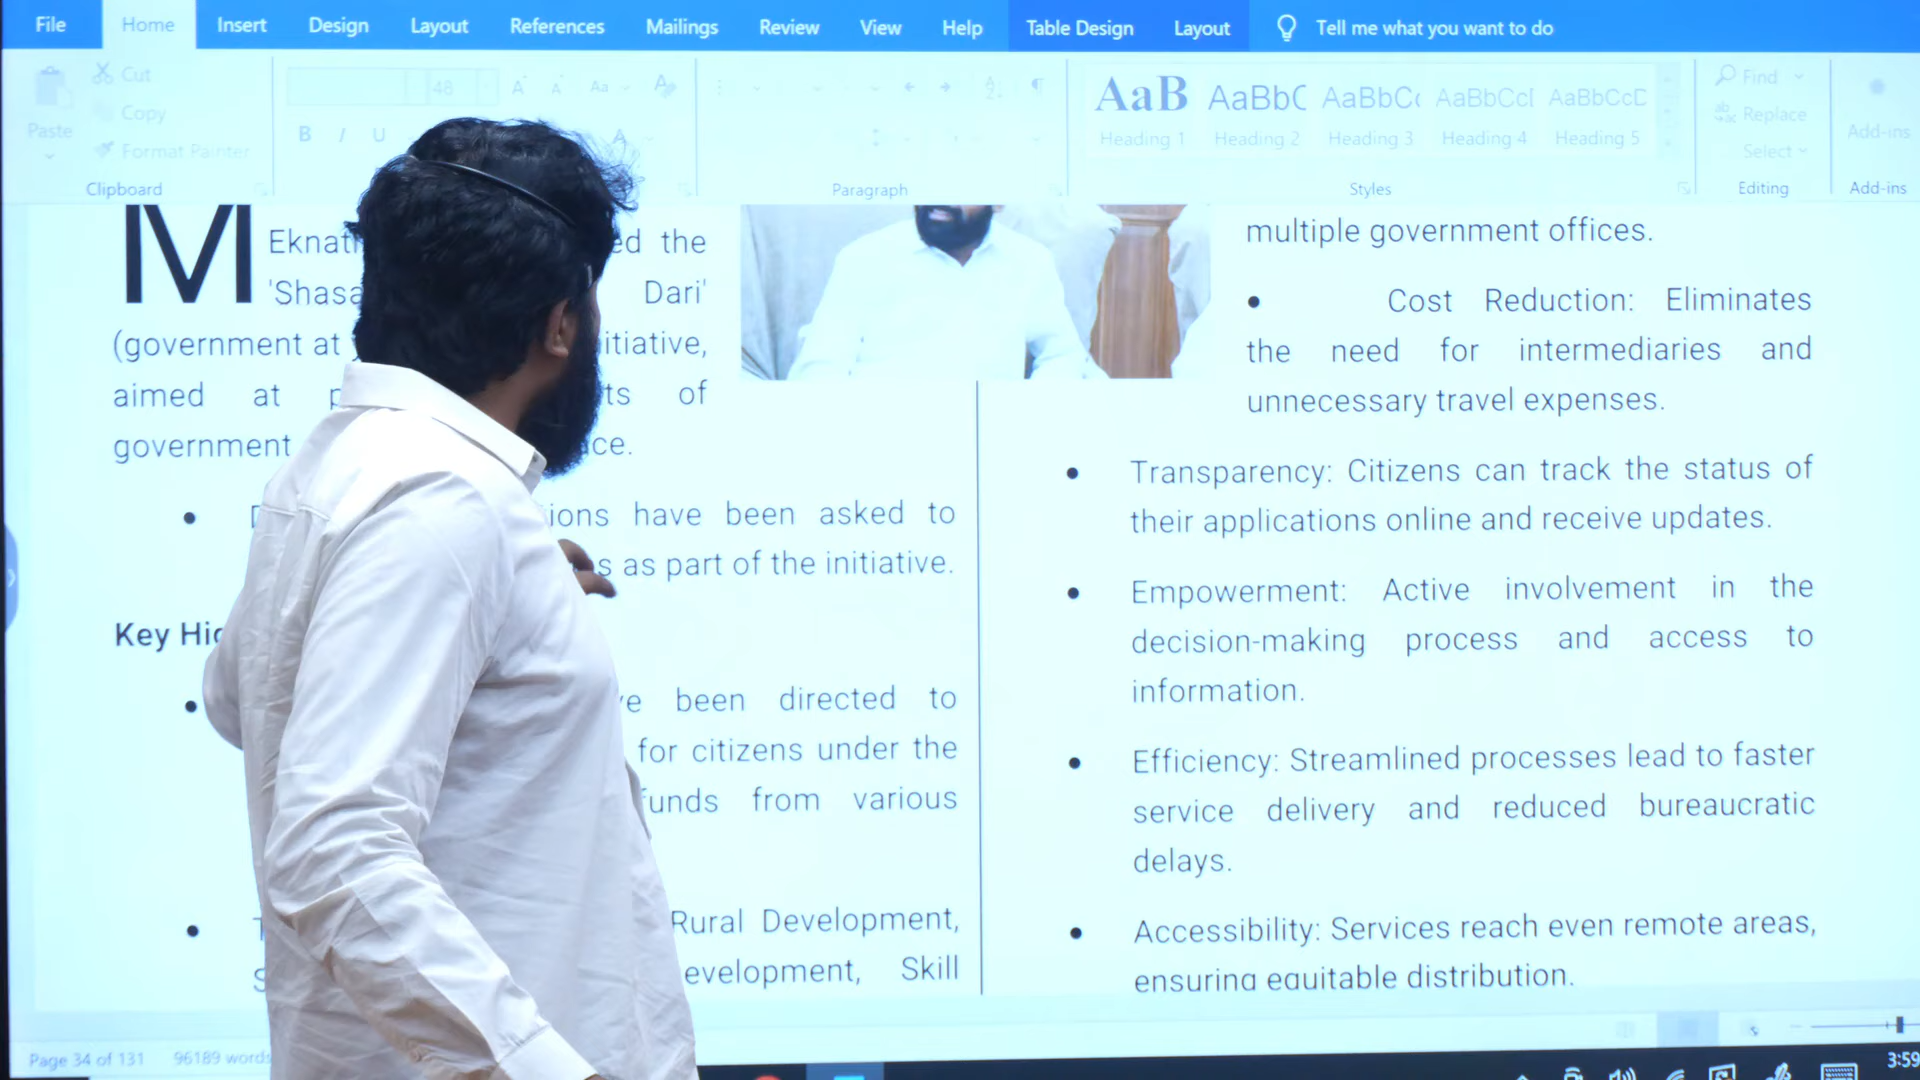 File Home Insert Design Layout References Mailings Review View Help Table Design Layout Tell me what you want to do
Cut
Copy
Paste
Format Painter
Clipboard
48
Aa
B I U
A
Paragraph
AaB AaBbC AaBbCc AaBbCcI AaBbCcD
Heading 1 Heading 2 Heading 3 Heading 4 Heading 5
Styles
Find
Replace
Select
Editing
Add-ins
Add-ins
M
ed the
Dari'
(government at
itiative,
aimed at of
government
ions have been asked to
as part of the initiative.
Key
been directed to
for citizens under the
funds from various
Rural Development,
Skill
multiple government offices.
• Cost Reduction: Eliminates
the need for intermediaries and
unnecessary travel expenses.
• Transparency: Citizens can track the status of
their applications online and receive updates.
• Empowerment: Active involvement in the
decision-making process and access to
information.
• Efficiency: Streamlined processes lead to faster
service delivery and reduced bureaucratic
delays.
• Accessibility: Services reach even remote areas,
ensuring equitable distribution.
Page 34 of 131 96189 words
3:59